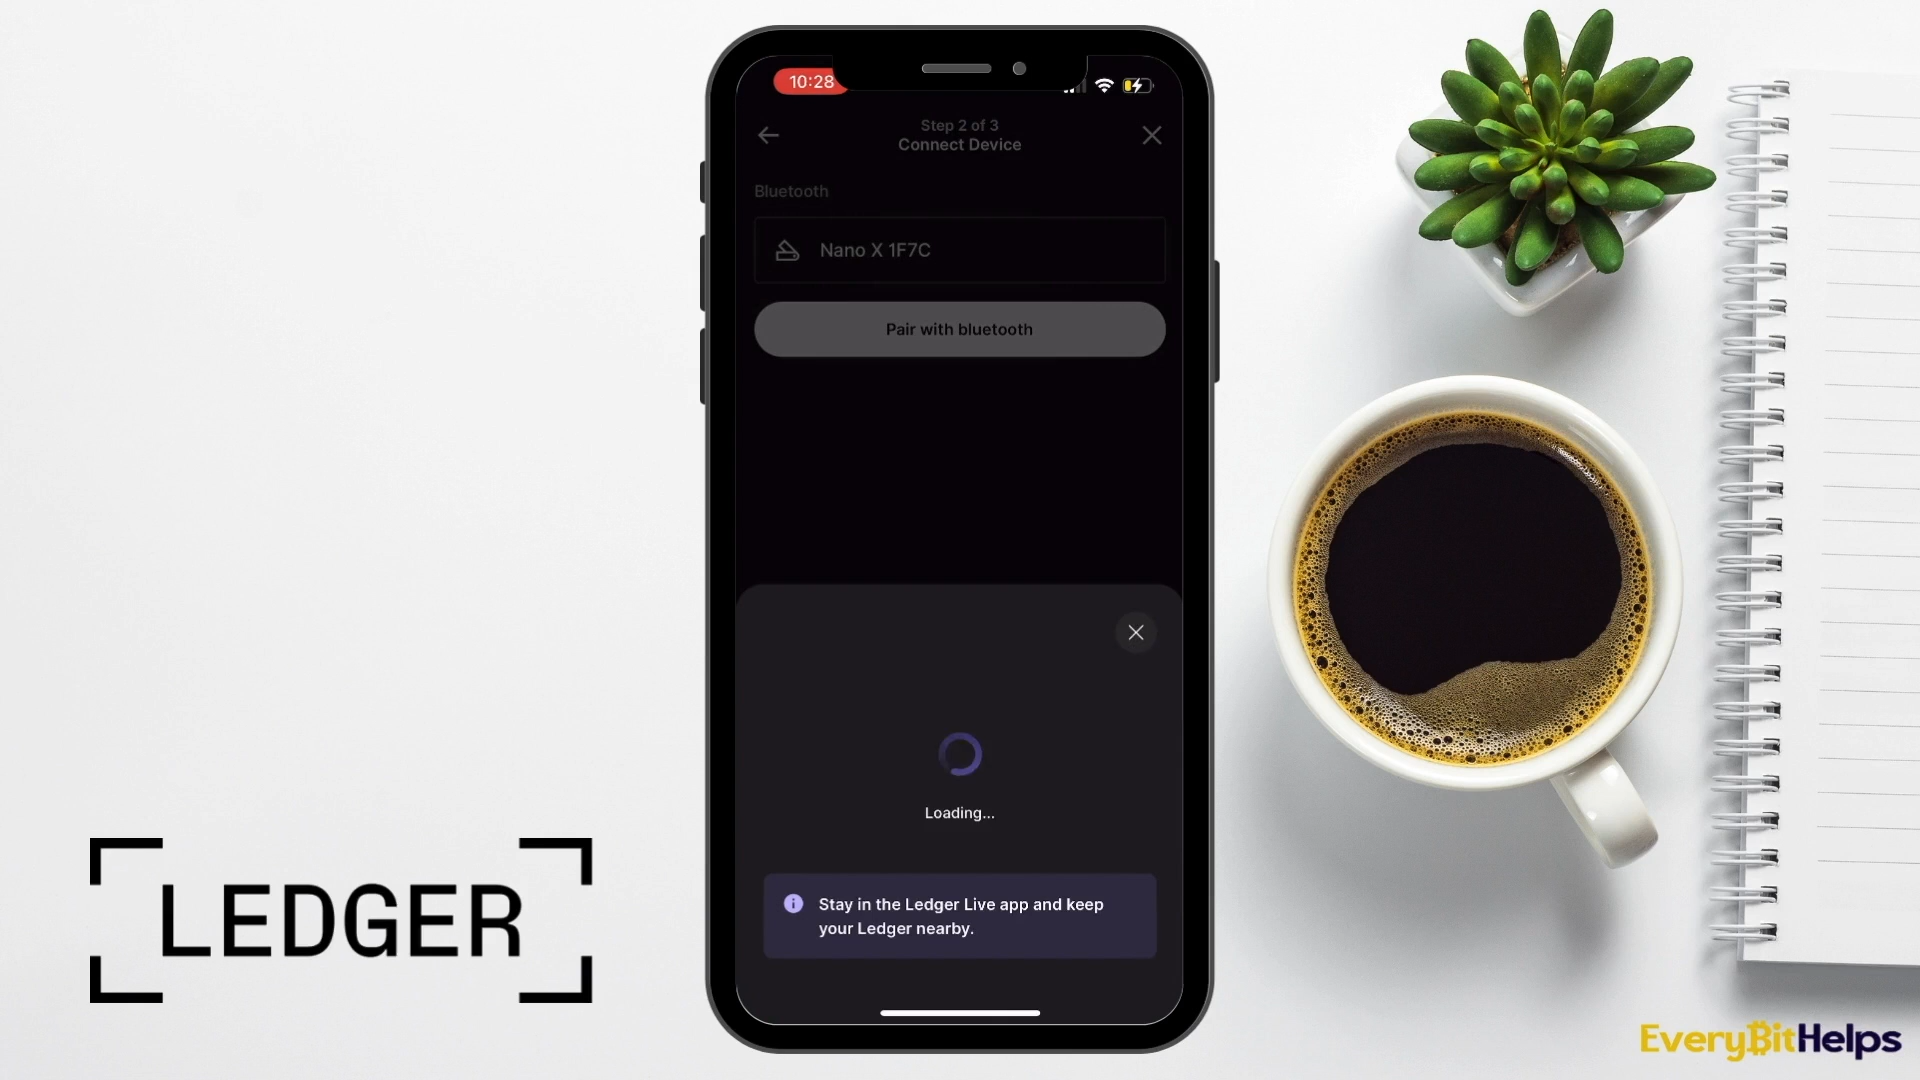 10:28
Step 2 of 3
Connect Device
Bluetooth
Nano X 1F7C
Pair with bluetooth
Loading...
Stay in the Ledger Live app and keep
your Ledger nearby.
LEDGER
EveryBitHelps